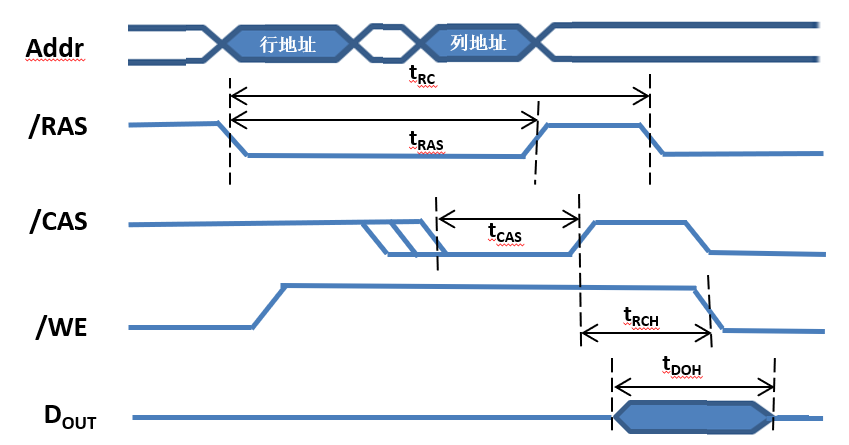 Addr
行地址
列地址
tRC
/RAS
tRAS
/CAS
tCAS
/WE
tRCH
tDOH
DOUT